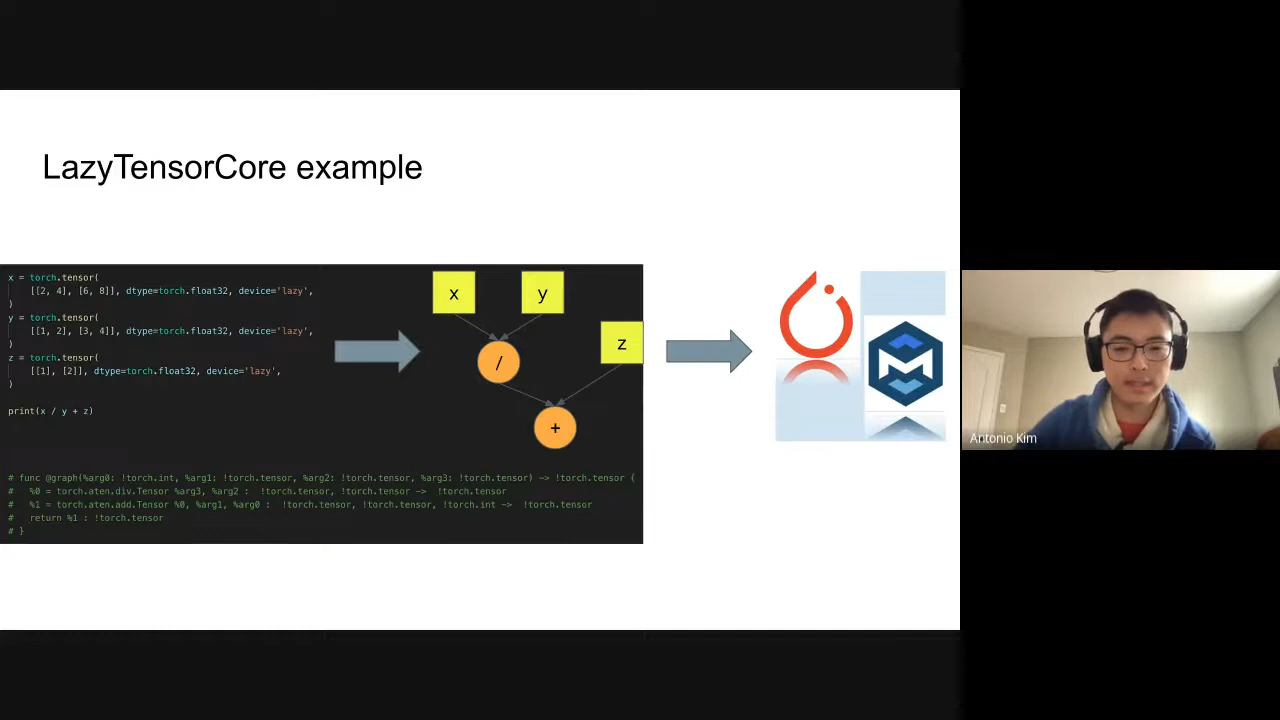 LazyTensorCore example
x = torch.tensor(
[[2, 4], [6, 8]], dtype=torch.float32, device='lazy',
)
y = torch.tensor(
[[1, 2], [3, 4]], dtype=torch.float32, device='lazy',
)
z = torch.tensor(
[[1], [2]], dtype=torch.float32, device='lazy',
)
print(x / y + z)
# func @graph(%arg0: !torch.int, %arg1: !torch.tensor, %arg2: !torch.tensor, %arg3: !torch.tensor) -> !torch.tensor {
#   %0 = torch.aten.div.Tensor %arg3, %arg2 :  !torch.tensor, !torch.tensor ->  !torch.tensor
#   %1 = torch.aten.add.Tensor %0, %arg1, %arg0 :  !torch.tensor, !torch.tensor, !torch.int ->  !torch.tensor
#   return %1 : !torch.tensor
# }
x
y
z
/
+
M
Antonio Kim